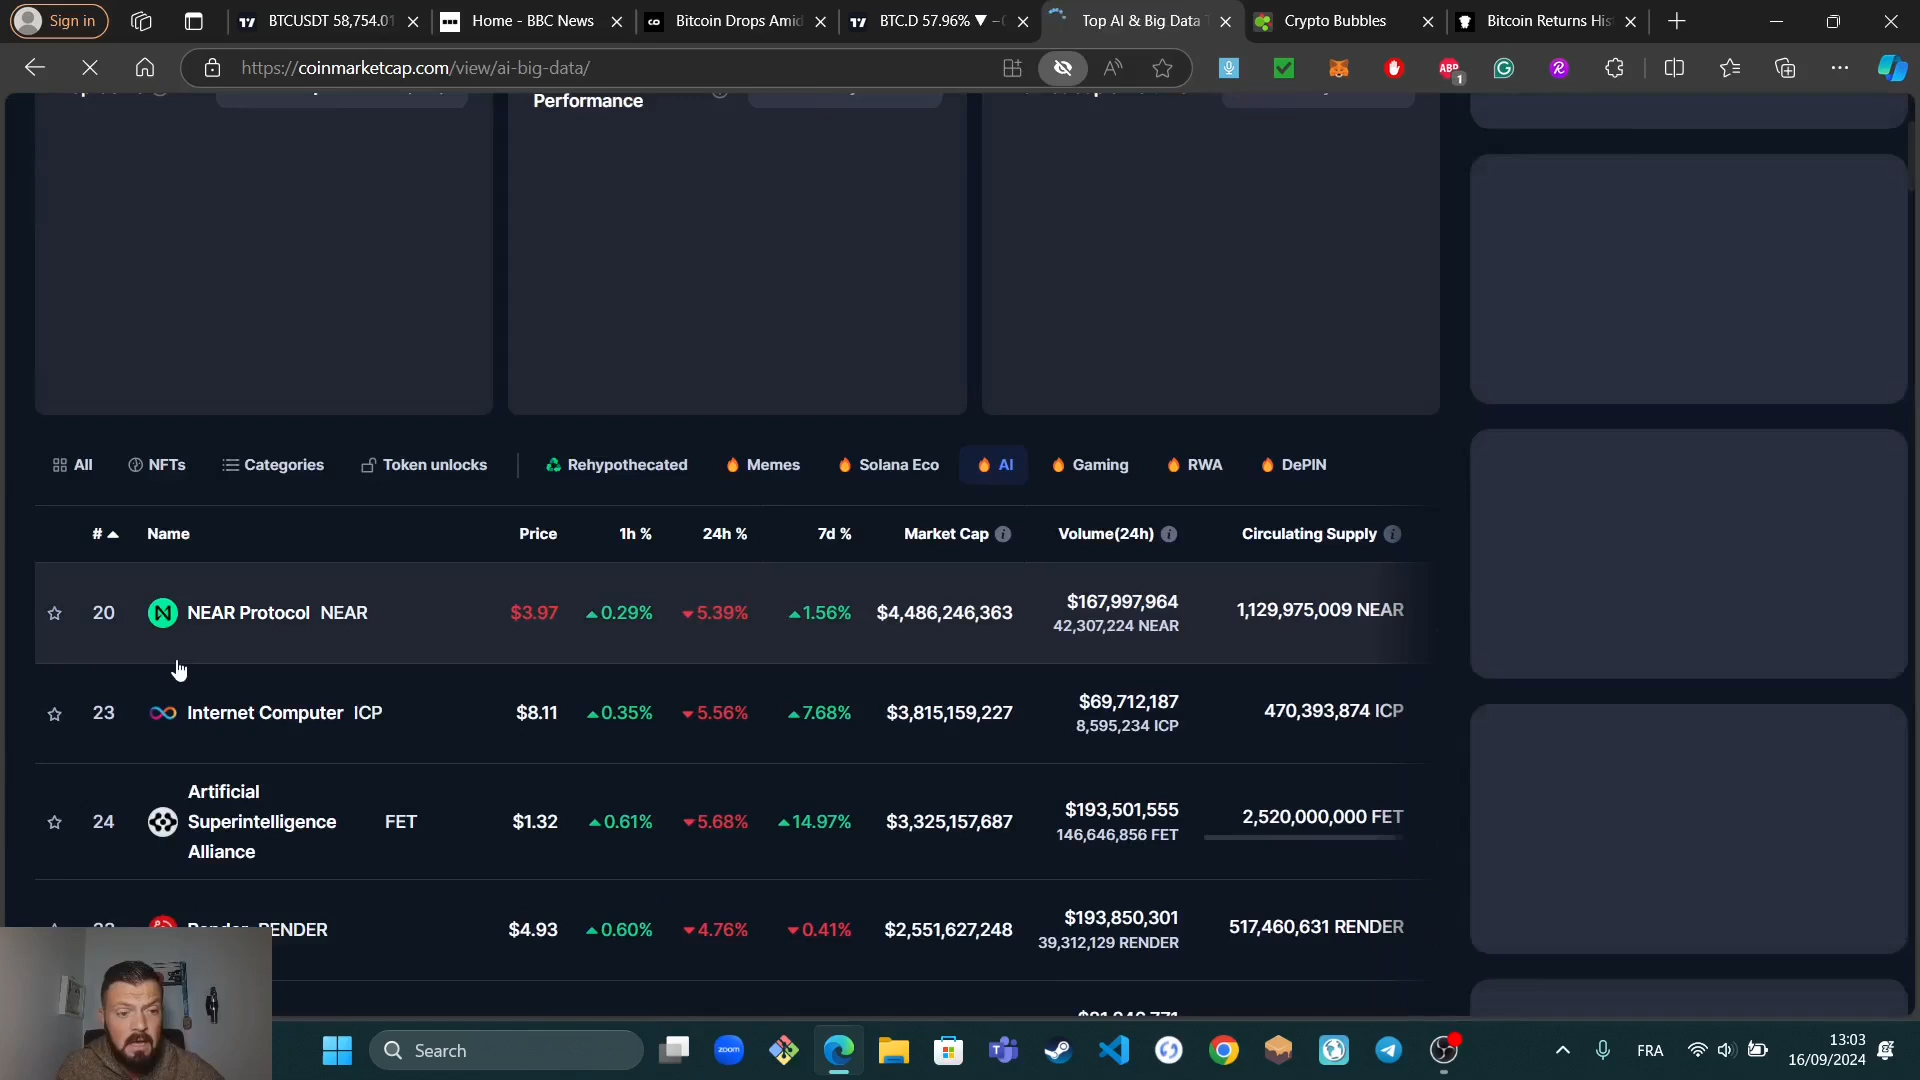 Sign in
BTCUSDT 58,754.01
Home - BBC News
Bitcoin Drops Amid
BTC.D 57.96% ▼
Top AI & Big Data T
Crypto Bubbles
Bitcoin Returns His
https://coinmarketcap.com/view/ai-big-data/
ABP
1
Performance
All
NFTs
Categories
Token unlocks
Rehypothecated
Memes
Solana Eco
AI
Gaming
RWA
DePIN
# Name Price 1h % 24h % 7d % Market Cap Volume(24h) Circulating Supply
20 NEAR Protocol NEAR $3.97 0.29% 5.39% 1.56% $4,486,246,363 $167,997,964 1,129,975,009 NEAR
42,307,224 NEAR
23 Internet Computer ICP $8.11 0.35% 5.56% 7.68% $3,815,159,227 $69,712,187 470,393,874 ICP
8,595,234 ICP
Artificial
24 Superintelligence FET $1.32 0.61% 5.68% 14.97% $3,325,157,687 $193,501,555 2,520,000,000 FET
Alliance
146,646,856 FET
RENDER $4.93 0.60% 4.76% 0.41% $2,551,627,248 $193,850,301 517,460,631 RENDER
39,312,129 RENDER
Search
zoom
FRA
13:03
16/09/2024